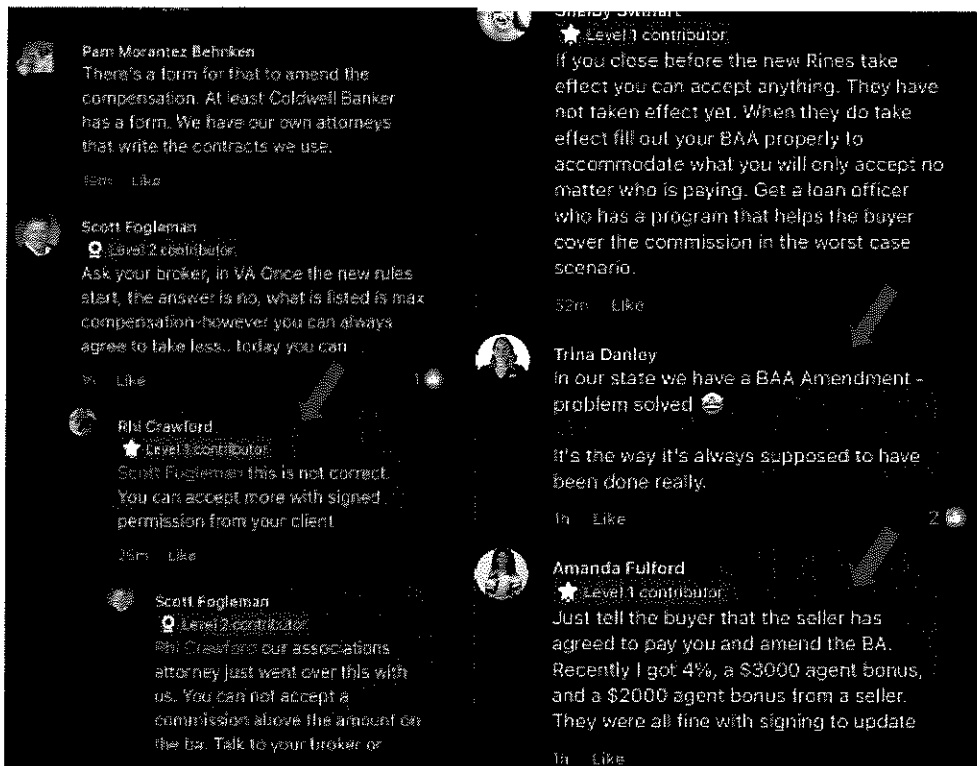 Pam Morantez Behnken
There's a form for that to amend the
compensation. At least Coldwell Banker
has a form. We have our own attorneys
that write the contracts we use.
Like
Scott Fogleman
Level 2 contributor
Ask your broker, in VA Once the new rules
start, the answer is no, what is listed is max
compensation-however you can always
agree to take less.. today you can
Like
1
Rhi Crawford
Level 1 contributor
Scott Fogleman this is not correct.
You can accept more with signed
permission from your client
Like
Scott Fogleman
Level 2 contributor
Rhi Crawford our associations
attorney just went over this with
us. You can not accept a
commission above the amount on
the ba. Talk to your broker or
Level 1 contributor
If you close before the new Rines take
effect you can accept anything. They have
not taken effect yet. When they do take
effect fill out your BAA properly to
accommodate what you will only accept no
matter who is paying. Get a loan officer
who has a program that helps the buyer
cover the commission in the worst case
scenario.
52m Like
Trina Danley
In our state we have a BAA Amendment -
problem solved
It's the way it's always supposed to have
been done really.
1h Like
2
Amanda Fulford
Level 1 contributor
Just tell the buyer that the seller has
agreed to pay you and amend the BA.
Recently I got 4%, a $3000 agent bonus,
and a $2000 agent bonus from a seller.
They were all fine with signing to update
1h Like